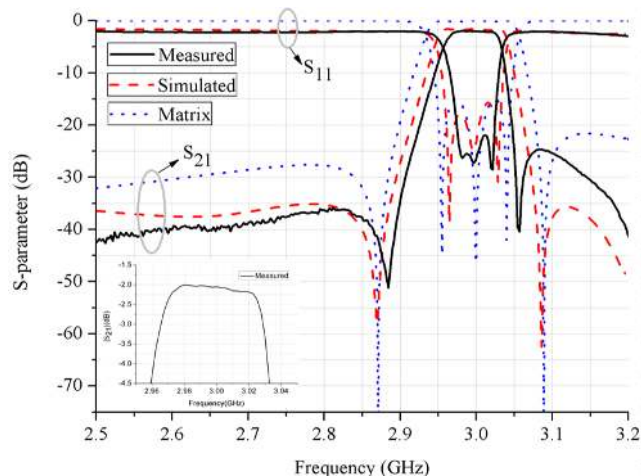 S-parameter (dB)
0
-10
-20
-30
-40
-50
-60
-70
S11
Measured
Simulated
Matrix
S21
Measured
|S21|(dB)
-1.5
-2.0
-2.5
-3.0
-3.5
-4.0
-4.5
2.96 2.98 3.00 3.02 3.04
Frequency(GHz)
2.5 2.6 2.7 2.8 2.9 3.0 3.1 3.2
Frequency (GHz)